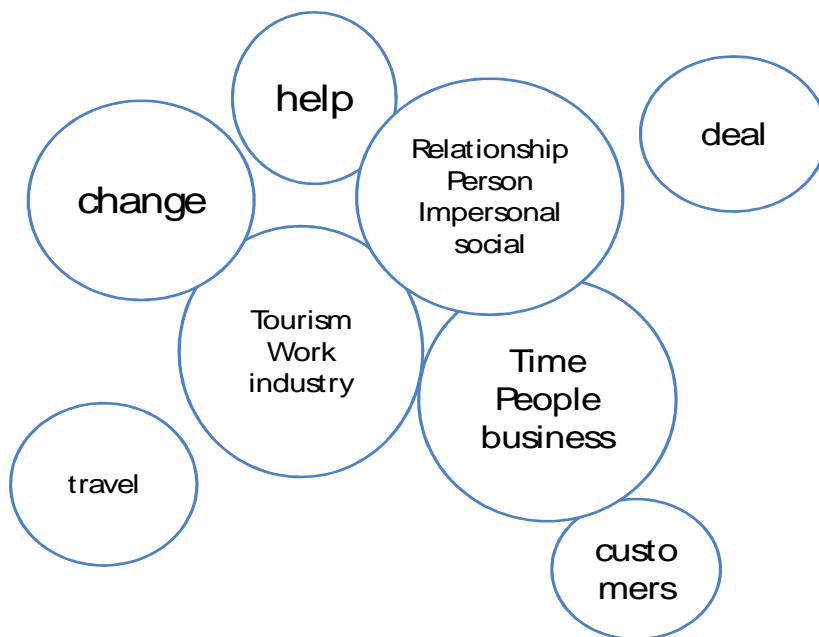 help
deal
Relationship
Person
Impersonal
social
change
Tourism
Work
industry
Time
People
business
travel
custo
mers